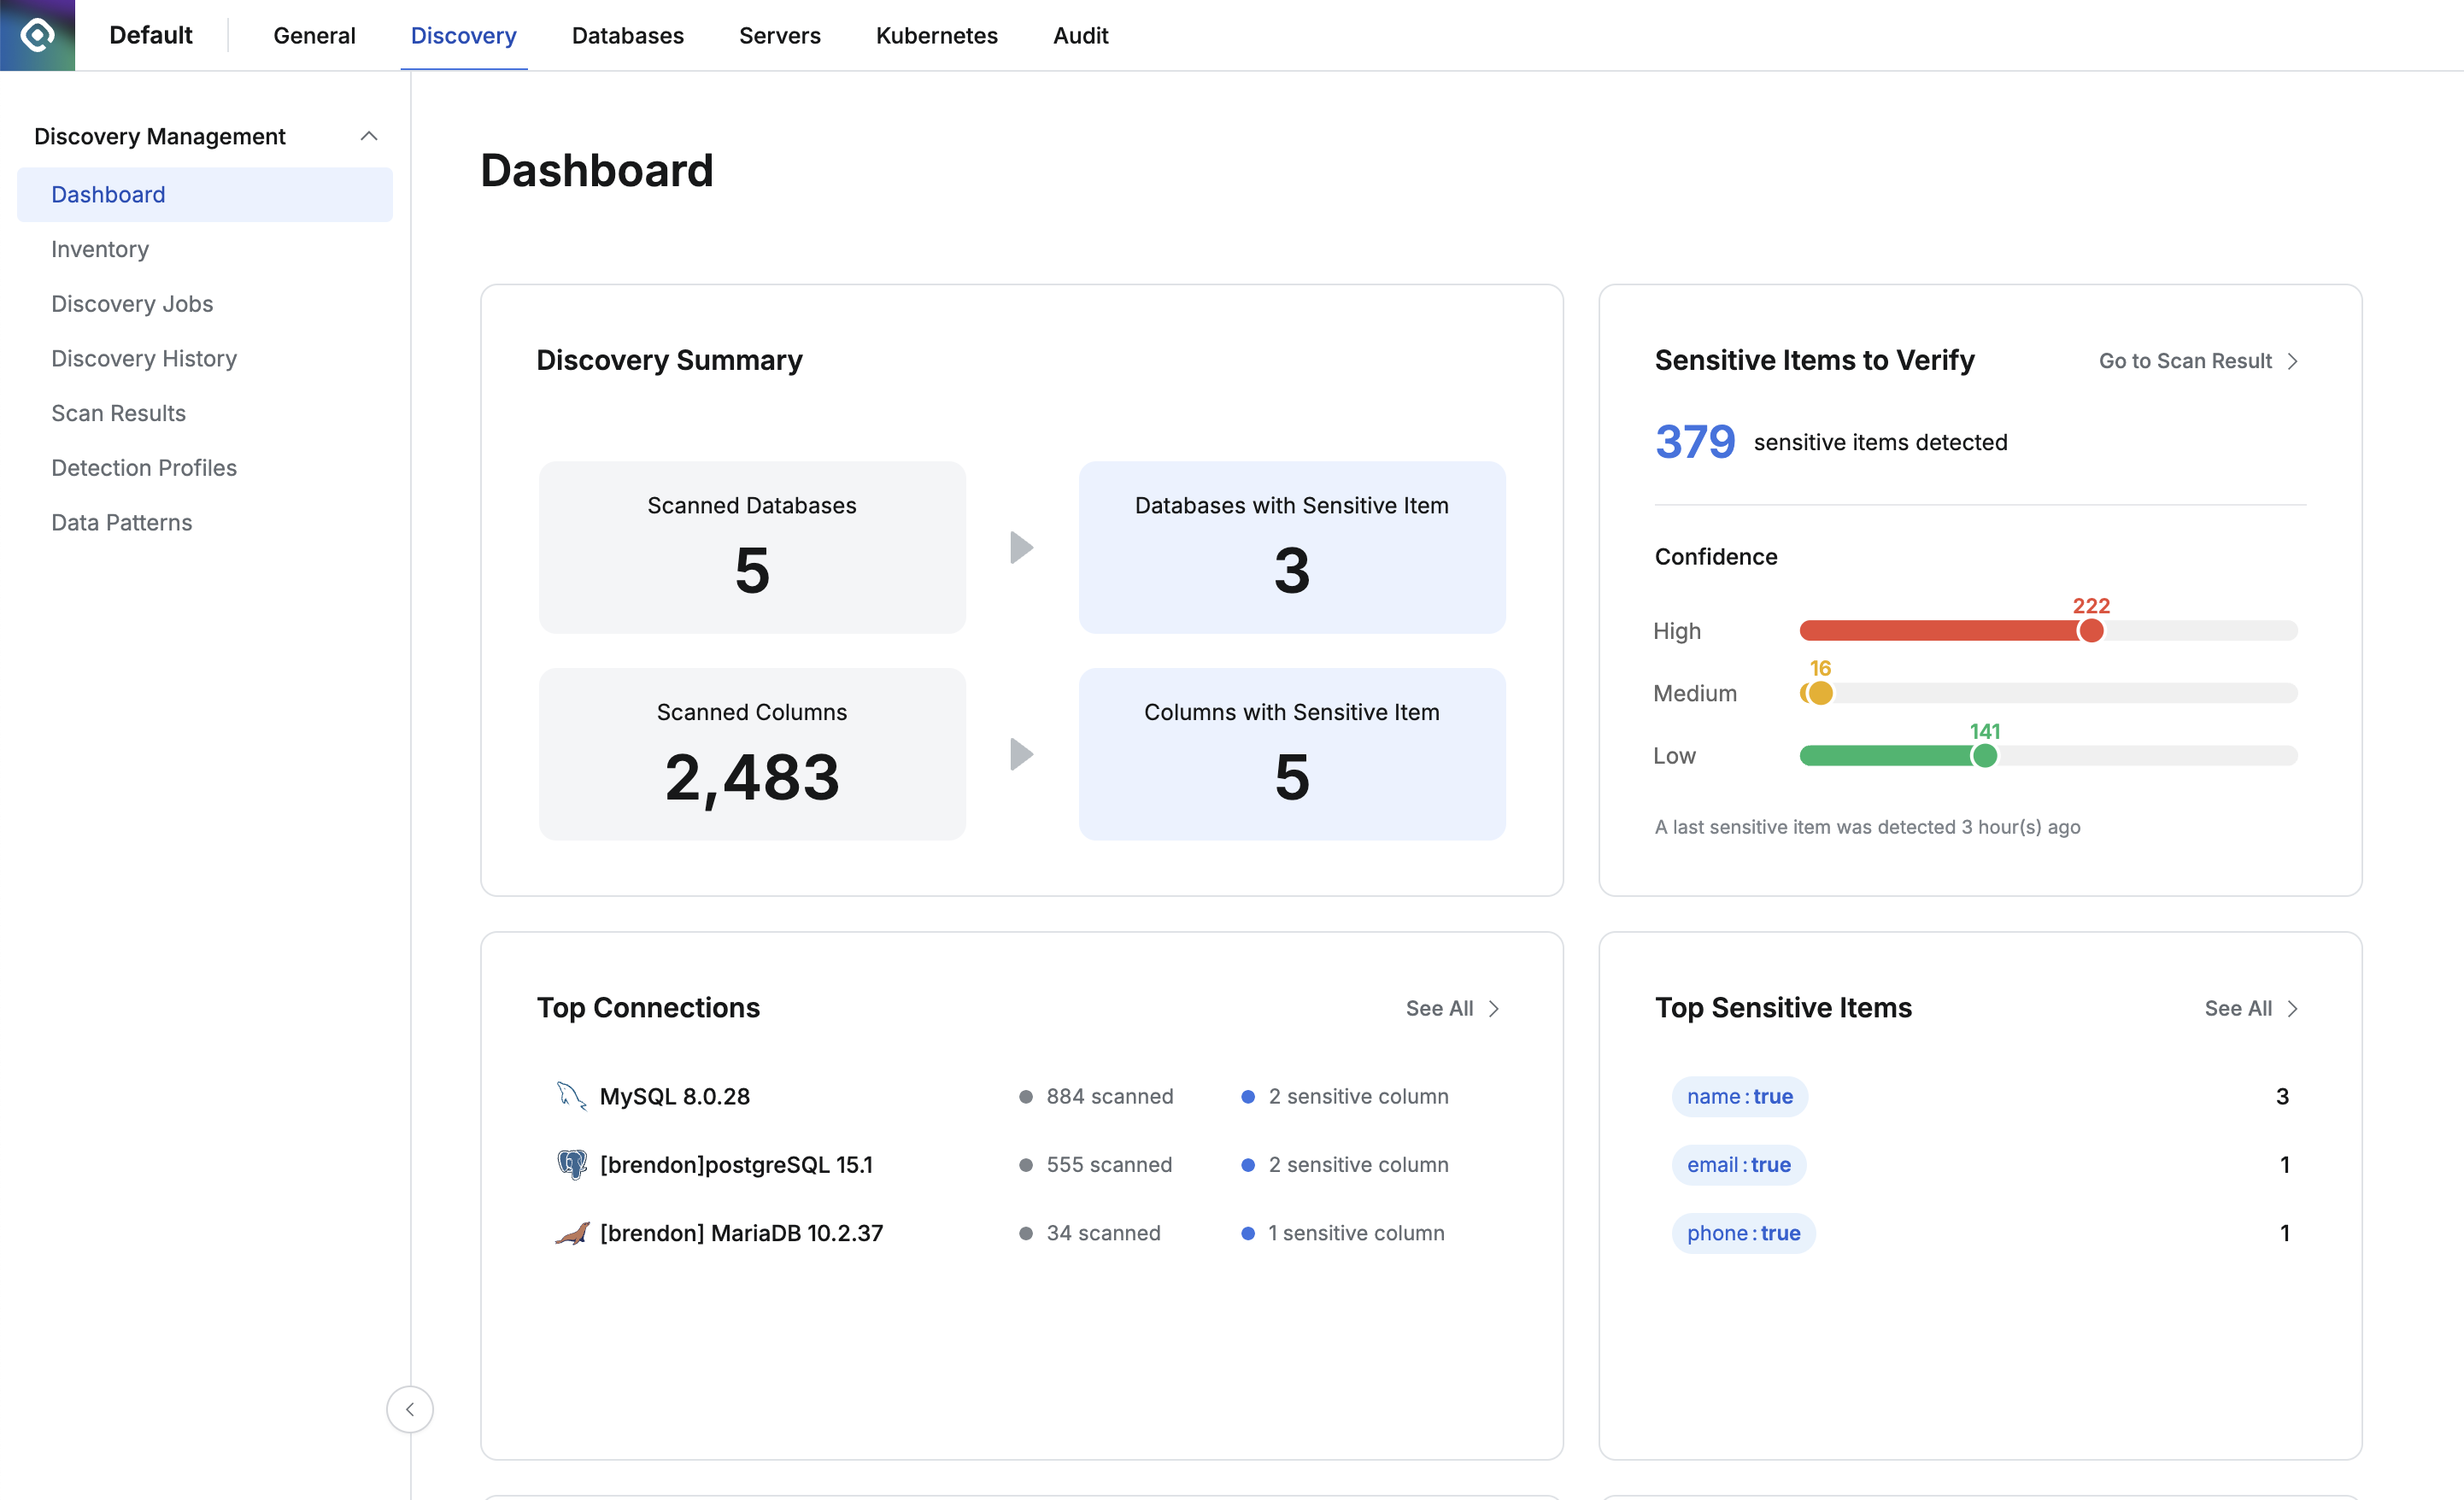 Default
General
Discovery
Databases
Servers
Kubernetes
Audit
Discovery Management
Dashboard
Inventory
Discovery Jobs
Discovery History
Scan Results
Detection Profiles
Data Patterns
Dashboard
Discovery Summary
Scanned Databases
5
Databases with Sensitive Item
3
Scanned Columns
2,483
Columns with Sensitive Item
5
Sensitive Items to Verify
Go to Scan Result
379 sensitive items detected
Confidence
222
High
16
Medium
141
Low
A last sensitive item was detected 3 hour(s) ago
Top Connections
See All
MySQL 8.0.28
884 scanned
2 sensitive column
[brendon]postgreSQL 15.1
555 scanned
2 sensitive column
[brendon] MariaDB 10.2.37
34 scanned
1 sensitive column
Top Sensitive Items
See All
name:true
3
email:true
1
phone:true
1